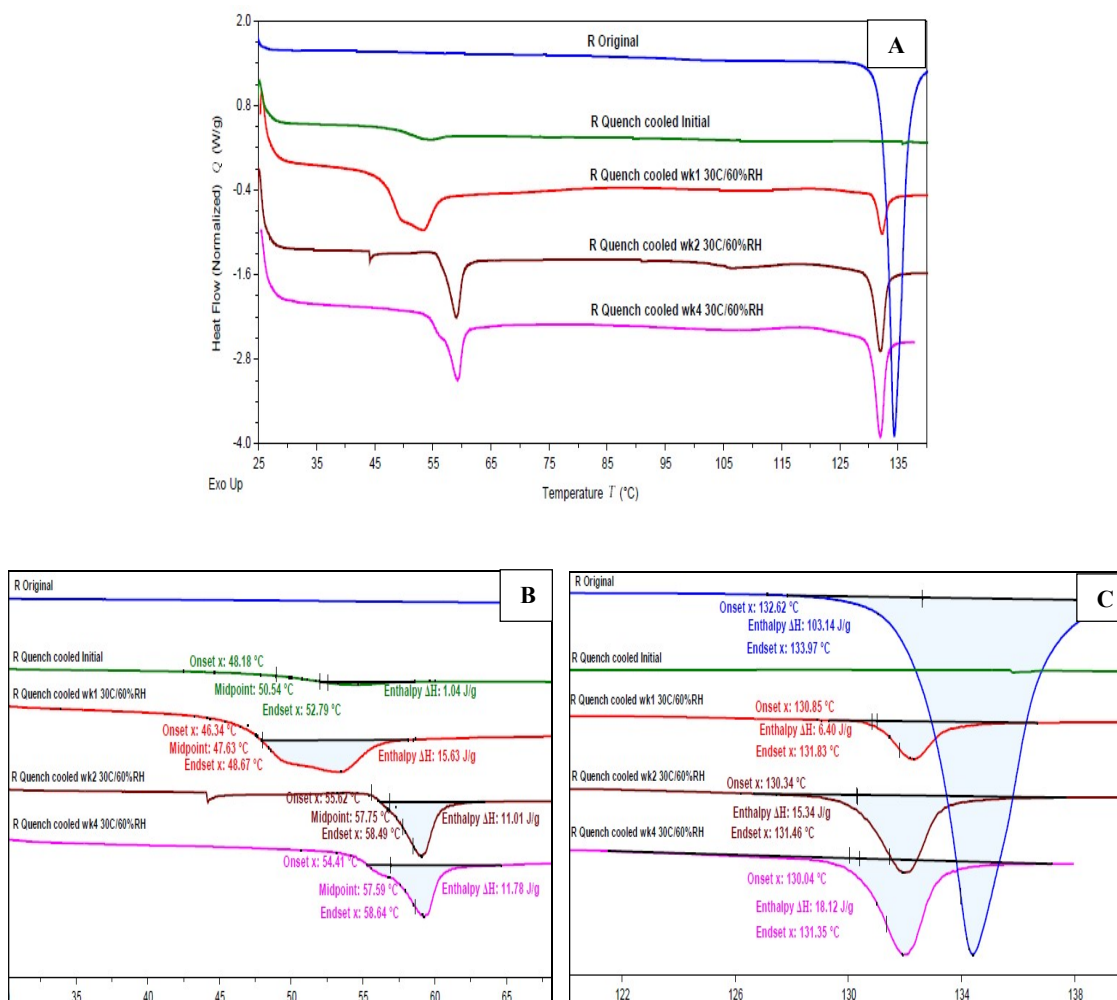 A
2.0
0.8
-0.4
-1.6
-2.8
-4.0
Heat Flow (Normalized) Q (W/g)
R Original
R Quench cooled Initial
R Quench cooled wk1 30C/60%RH
R Quench cooled wk2 30C/60%RH
R Quench cooled wk4 30C/60%RH
25 35 45 55 65 75 85 95 105 115 125 135
Exo Up
Temperature T (°C)
B
R Original
R Quench cooled Initial
Onset x: 48.18 °C
Midpoint: 50.54 °C
Enthalpy ΔH: 1.04 J/g
Endset x: 52.79 °C
R Quench cooled wk1 30C/60%RH
Onset x: 46.34 °C
Midpoint: 47.63 °C
Enthalpy ΔH: 15.63 J/g
Endset x: 48.67 °C
R Quench cooled wk2 30C/60%RH
Onset x: 55.62 °C
Midpoint: 57.75 °C
Enthalpy ΔH: 11.01 J/g
Endset x: 58.49 °C
R Quench cooled wk4 30C/60%RH
Onset x: 54.41 °C
Midpoint: 57.59 °C
Enthalpy ΔH: 11.78 J/g
Endset x: 58.64 °C
35 40 45 50 55 60 65
C
R Original
Onset x: 132.62 °C
Enthalpy ΔH: 103.14 J/g
Endset x: 133.97 °C
R Quench cooled Initial
R Quench cooled wk1 30C/60%RH
Onset x: 130.85 °C
Enthalpy ΔH: 6.40 J/g
Endset x: 131.83 °C
R Quench cooled wk2 30C/60%RH
Onset x: 130.34 °C
Enthalpy ΔH: 15.34 J/g
Endset x: 131.46 °C
R Quench cooled wk4 30C/60%RH
Onset x: 130.04 °C
Enthalpy ΔH: 18.12 J/g
Endset x: 131.35 °C
122 126 130 134 138